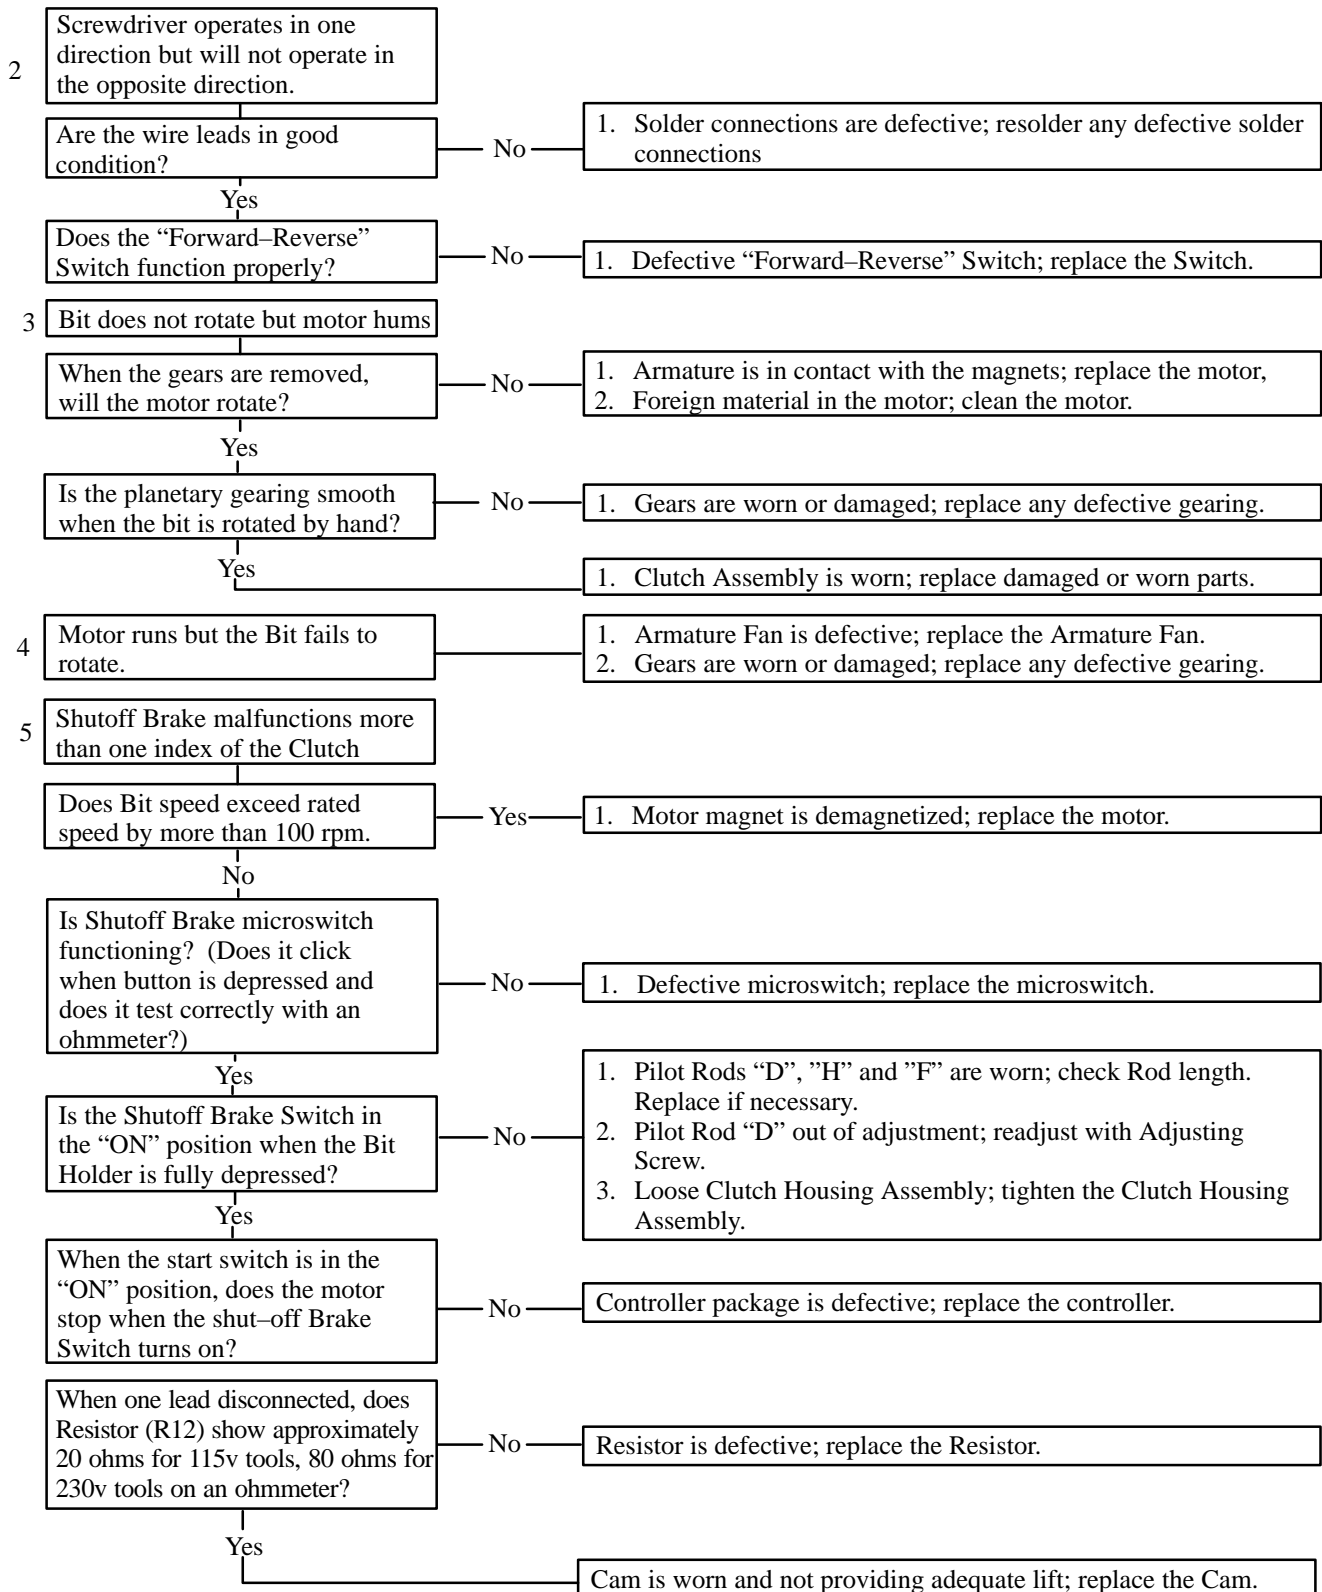 2
Screwdriver operates in one
direction but will not operate in
the opposite direction.
Are the wire leads in good
condition?
No
1. Solder connections are defective; resolder any defective solder
connections
Yes
Does the “Forward–Reverse”
Switch function properly?
No
1. Defective “Forward–Reverse” Switch; replace the Switch.
3
Bit does not rotate but motor hums
When the gears are removed,
will the motor rotate?
No
1. Armature is in contact with the magnets; replace the motor,
2. Foreign material in the motor; clean the motor.
Yes
Is the planetary gearing smooth
when the bit is rotated by hand?
No
1. Gears are worn or damaged; replace any defective gearing.
Yes
1. Clutch Assembly is worn; replace damaged or worn parts.
4
Motor runs but the Bit fails to
rotate.
1. Armature Fan is defective; replace the Armature Fan.
2. Gears are worn or damaged; replace any defective gearing.
5
Shutoff Brake malfunctions more
than one index of the Clutch
Does Bit speed exceed rated
speed by more than 100 rpm.
Yes
1. Motor magnet is demagnetized; replace the motor.
No
Is Shutoff Brake microswitch
functioning? (Does it click
when button is depressed and
does it test correctly with an
ohmmeter?)
No
1. Defective microswitch; replace the microswitch.
Yes
Is the Shutoff Brake Switch in
the “ON” position when the Bit
Holder is fully depressed?
No
1. Pilot Rods “D”, ”H” and ”F” are worn; check Rod length.
Replace if necessary.
2. Pilot Rod “D” out of adjustment; readjust with Adjusting
Screw.
3. Loose Clutch Housing Assembly; tighten the Clutch Housing
Assembly.
Yes
When the start switch is in the
“ON” position, does the motor
stop when the shut–off Brake
Switch turns on?
No
Controller package is defective; replace the controller.
When one lead disconnected, does
Resistor (R12) show approximately
20 ohms for 115v tools, 80 ohms for
230v tools on an ohmmeter?
No
Resistor is defective; replace the Resistor.
Yes
Cam is worn and not providing adequate lift; replace the Cam.